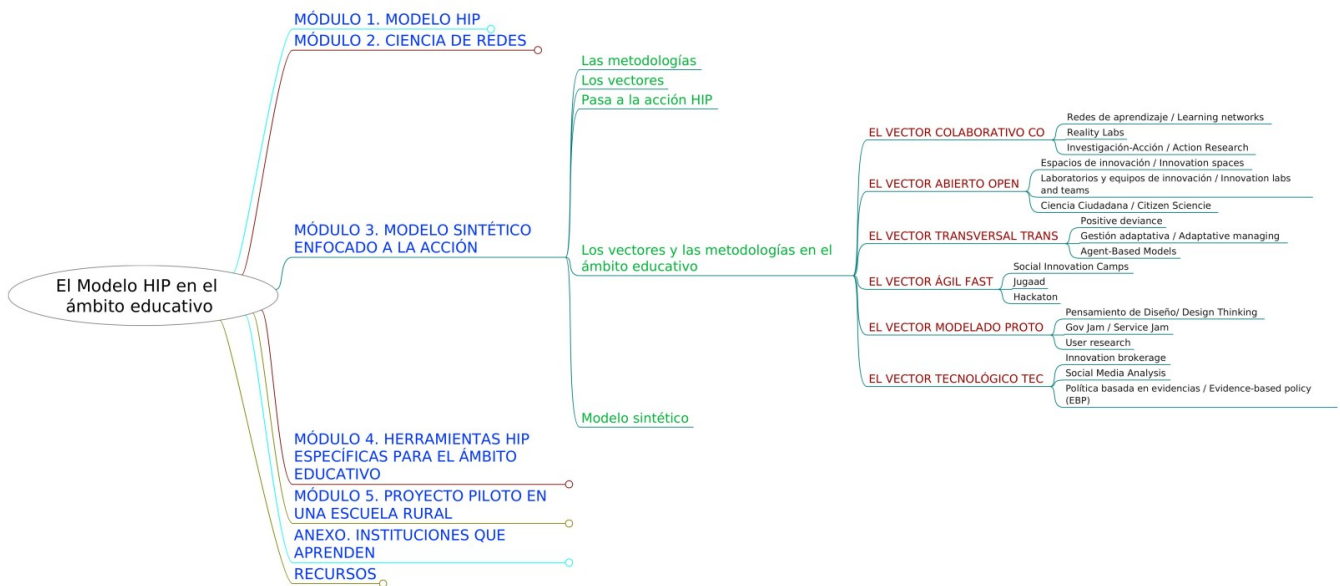 El Modelo HIP en el
ámbito educativo
MÓDULO 1. MODELO HIP
MÓDULO 2. CIENCIA DE REDES
MÓDULO 3. MODELO SINTÉTICO
ENFOCADO A LA ACCIÓN
Las metodologías
Los vectores
Pasa a la acción HIP
Los vectores y las metodologías en el
ámbito educativo
EL VECTOR COLABORATIVO CO
Redes de aprendizaje / Learning networks
Reality Labs
Investigación-Acción / Action Research
EL VECTOR ABIERTO OPEN
Espacios de innovación / Innovation spaces
Laboratorios y equipos de innovación / Innovation labs
and teams
Ciencia Ciudadana / Citizen Sciencie
EL VECTOR TRANSVERSAL TRANS
Positive deviance
Gestión adaptativa / Adaptative managing
Agent-Based Models
EL VECTOR ÁGIL FAST
Social Innovation Camps
Jugaad
Hackaton
EL VECTOR MODELADO PROTO
Pensamiento de Diseño/ Design Thinking
Gov Jam / Service Jam
User research
EL VECTOR TECNOLÓGICO TEC
Innovation brokerage
Social Media Analysis
Política basada en evidencias / Evidence-based policy
(EBP)
Modelo sintético
MÓDULO 4. HERRAMIENTAS HIP
ESPECÍFICAS PARA EL ÁMBITO
EDUCATIVO
MÓDULO 5. PROYECTO PILOTO EN
UNA ESCUELA RURAL
ANEXO. INSTITUCIONES QUE
APRENDEN
RECURSOS